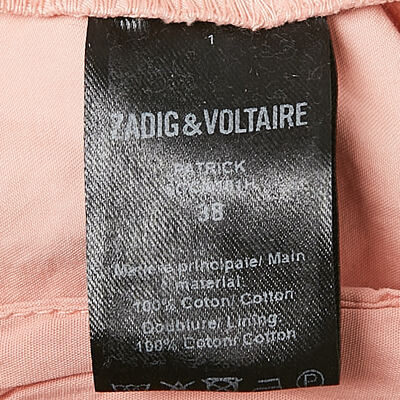 1
ZADIG & VOLTAIRE
PATRICK
38
Matière principale/ Main
material:
100% Coton/ Cotton
Doublure/ Lining:
100% Coton/ Cotton
P